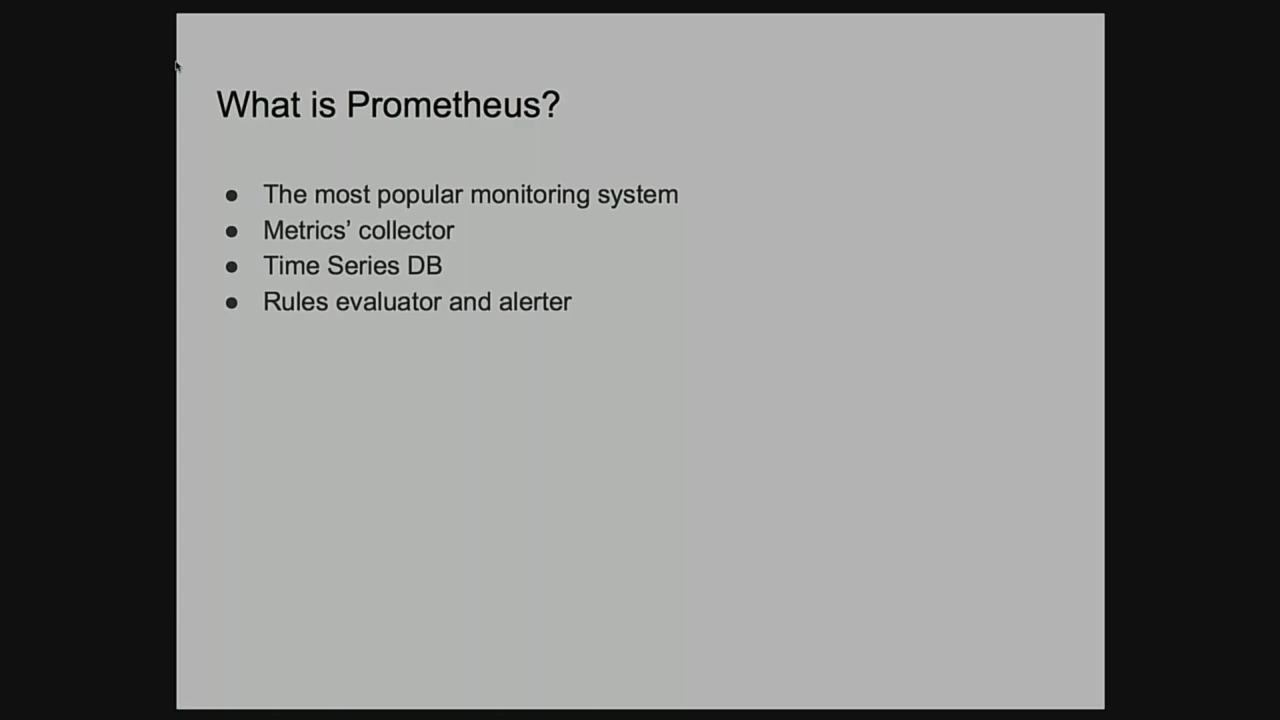 What is Prometheus?
● The most popular monitoring system
● Metrics’ collector
● Time Series DB
● Rules evaluator and alerter